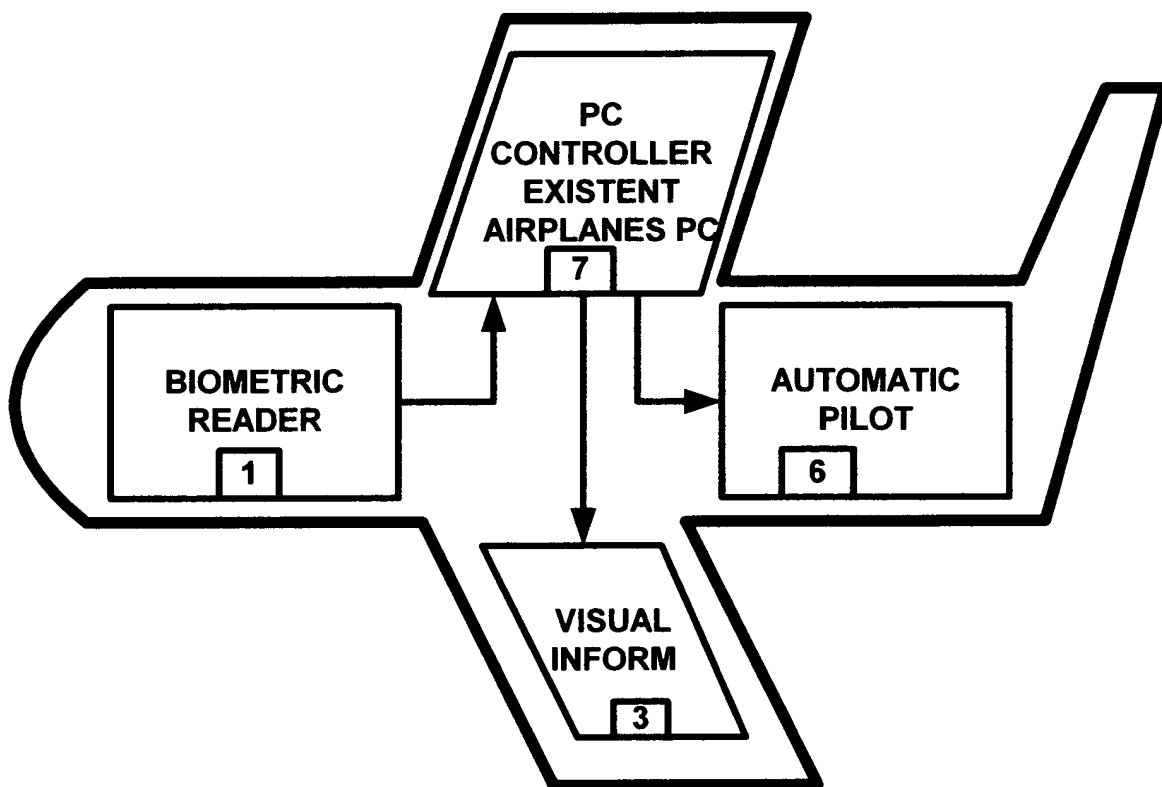 PC
CONTROLLER
EXISTENT
AIRPLANES PC
7
BIOMETRIC
READER
1
AUTOMATIC
PILOT
6
VISUAL
INFORM
3